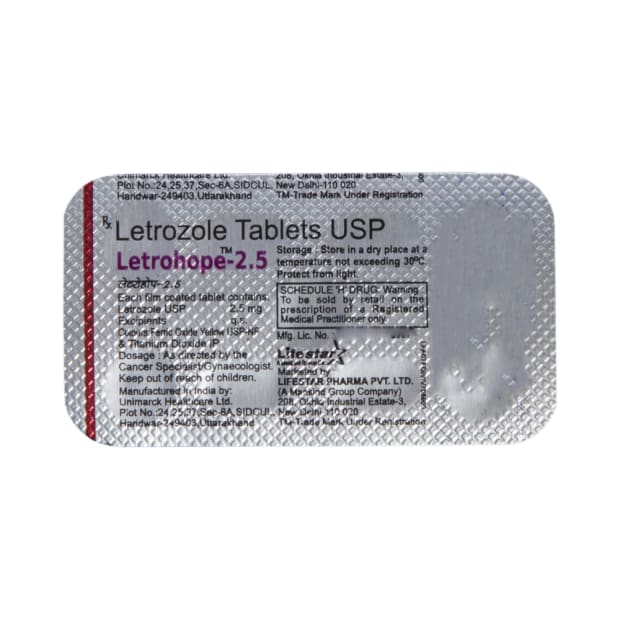 Unimarck Healthcare Ltd.
Plot No.:24,25,37,Sec-6A,SIDCUL,
Haridwar-249403,Uttarakhand
208, Okhla Industrial Estate-3,
New Delhi-110 020
TM-Trade Mark Under Registration
Rx Letrozole Tablets USP
Letrohope-2.5™
लेट्रोहोप-2.5
Each film coated tablet contains:
Letrozole USP 2.5 mg
Excipients q.s.
Colours Ferric Oxide Yellow USP-NF
& Titanium Dioxide IP
Dosage : As directed by the
Cancer Specialist/Gynaecologist.
Keep out of reach of children.
Manufactured in India by:
Unimarck Healthcare Ltd.
Plot No.:24,25,37,Sec-6A,SIDCUL,
Haridwar-249403,Uttarakhand
Storage : Store in a dry place at a
temperature not exceeding 30°C.
Protect from light.
SCHEDULE 'H' DRUG: Warning
To be sold by retail on the
prescription of a Registered
Medical Practitioner only.
Mfg. Lic. No.:
Lifestar
Marketed by
LIFESTAR PHARMA PVT. LTD.
(A Mankind Group Company)
208, Okhla Industrial Estate-3,
New Delhi-110 020
TM-Trade Mark Under Registration